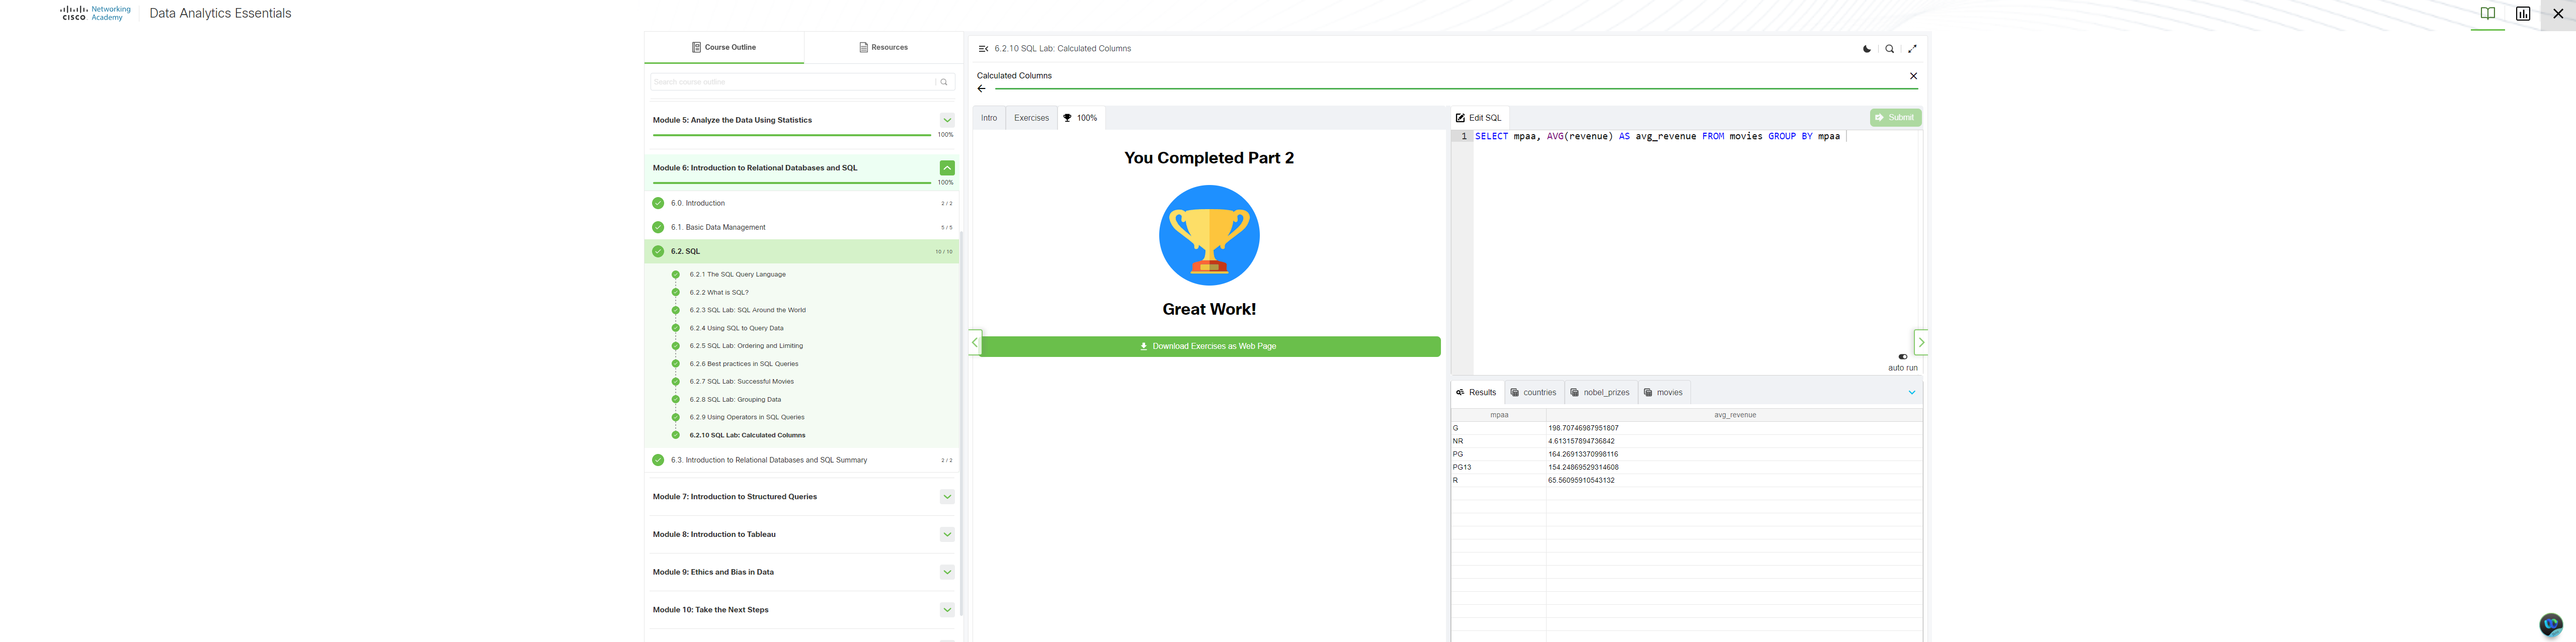 CISCO Networking Academy
Data Analytics Essentials
Course Outline
Resources
Search course outline
Module 5: Analyze the Data Using Statistics
100%
Module 6: Introduction to Relational Databases and SQL
100%
6.0. Introduction
2 / 2
6.1. Basic Data Management
5 / 5
6.2. SQL
10 / 10
6.2.1 The SQL Query Language
6.2.2 What is SQL?
6.2.3 SQL Lab: SQL Around the World
6.2.4 Using SQL to Query Data
6.2.5 SQL Lab: Ordering and Limiting
6.2.6 Best practices in SQL Queries
6.2.7 SQL Lab: Successful Movies
6.2.8 SQL Lab: Grouping Data
6.2.9 Using Operators in SQL Queries
6.2.10 SQL Lab: Calculated Columns
6.3. Introduction to Relational Databases and SQL Summary
2 / 2
Module 7: Introduction to Structured Queries
Module 8: Introduction to Tableau
Module 9: Ethics and Bias in Data
Module 10: Take the Next Steps
6.2.10 SQL Lab: Calculated Columns
Calculated Columns
Intro
Exercises
100%
You Completed Part 2
Great Work!
Download Exercises as Web Page
Edit SQL
Submit
1 SELECT mpaa, AVG(revenue) AS avg_revenue FROM movies GROUP BY mpaa
auto run
Results
countries
nobel_prizes
movies
mpaa avg_revenue
G 198.70746987951807
NR 4.613157894736842
PG 164.26913370998116
PG13 154.24869529314608
R 65.56095910543132